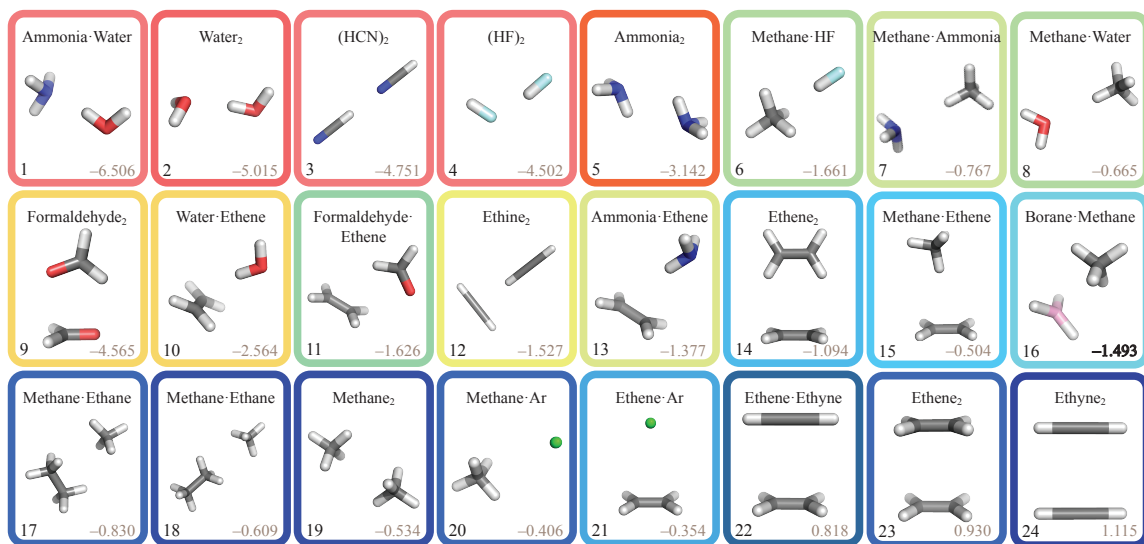 Ammonia·Water
1
−6.506
Water₂
2
−5.015
(HCN)₂
3
−4.751
(HF)₂
4
−4.502
Ammonia₂
5
−3.142
Methane·HF
6
−1.661
Methane·Ammonia
7
−0.767
Methane·Water
8
−0.665
Formaldehyde₂
9
−4.565
Water·Ethene
10
−2.564
Formaldehyde·
Ethene
11
−1.626
Ethine₂
12
−1.527
Ammonia·Ethene
13
−1.377
Ethene₂
14
−1.094
Methane·Ethene
15
−0.504
Borane·Methane
16
−1.493
Methane·Ethane
17
−0.830
Methane·Ethane
18
−0.609
Methane₂
19
−0.534
Methane·Ar
20
−0.406
Ethene·Ar
21
−0.354
Ethene·Ethyne
22
0.818
Ethene₂
23
0.930
Ethyne₂
24
1.115